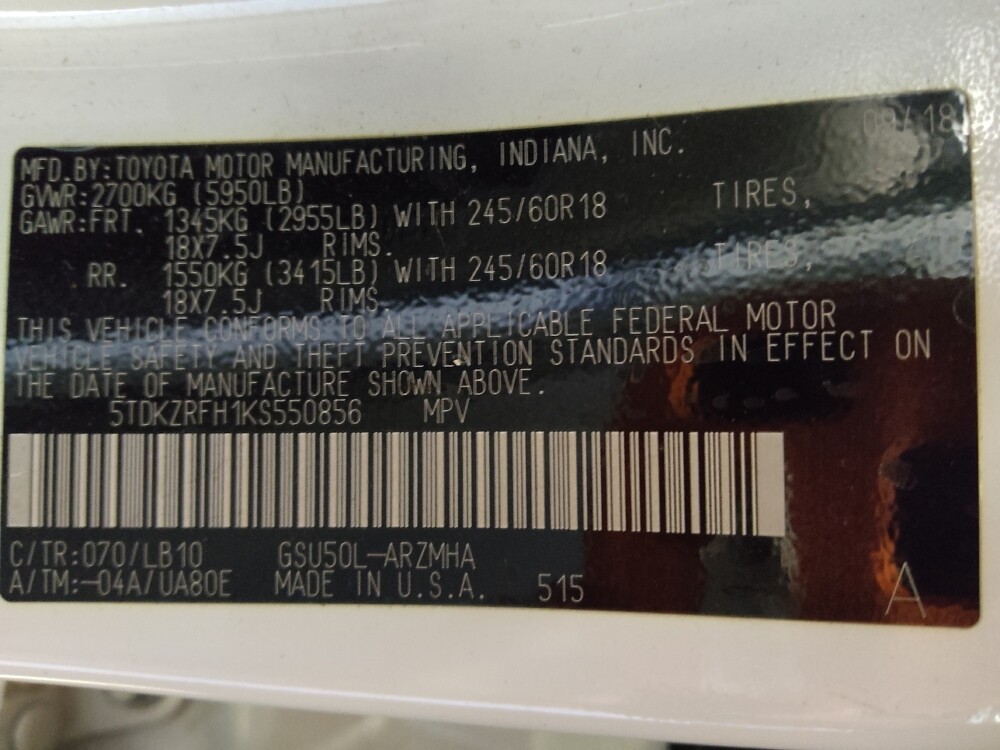 09/18
MFD.BY:TOYOTA MOTOR MANUFACTURING, INDIANA, INC.
GVWR:2700KG (5950LB)
GAWR:FRT. 1345KG (2955LB) WITH 245/60R18 TIRES,
18X7.5J RIMS.
RR. 1550KG (3415LB) WITH 245/60R18 TIRES,
18X7.5J RIMS
THIS VEHICLE CONFORMS TO ALL APPLICABLE FEDERAL MOTOR
VEHICLE SAFETY AND THEFT PREVENTION STANDARDS IN EFFECT ON
THE DATE OF MANUFACTURE SHOWN ABOVE.
5TDKZRFH1KS550856 MPV
C/TR:070/LB10 GSU50L-ARZMHA
A/TM:-04A/UA80E MADE IN U.S.A. 515
A